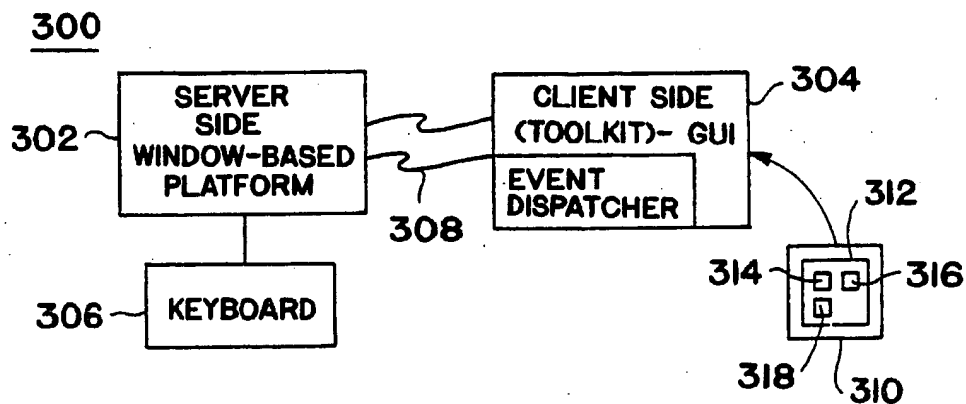 300
302
SERVER
SIDE
WINDOW-BASED
PLATFORM
308
CLIENT SIDE
(TOOLKIT)- GUI
EVENT
DISPATCHER
304
306
KEYBOARD
312
314
316
318
310